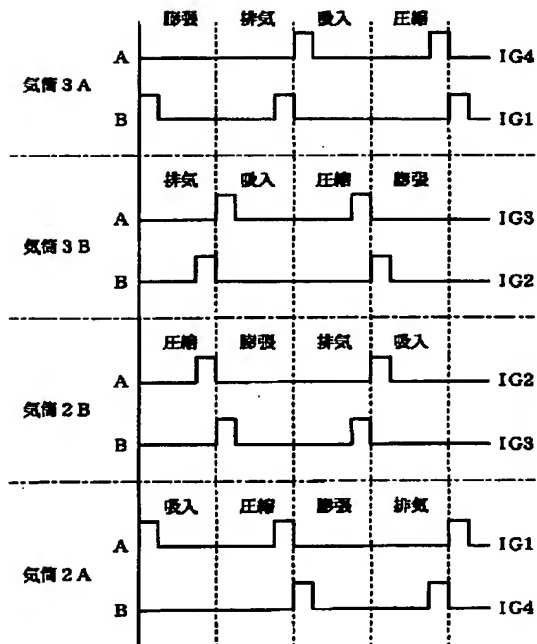 膨張 排気 吸入 圧縮
A IG4
気筒3A
B IG1
排気 吸入 圧縮 膨張
A IG3
気筒3B
B IG2
圧縮 膨張 排気 吸入
A IG2
気筒2B
B IG3
吸入 圧縮 膨張 排気
A IG1
気筒2A
B IG4